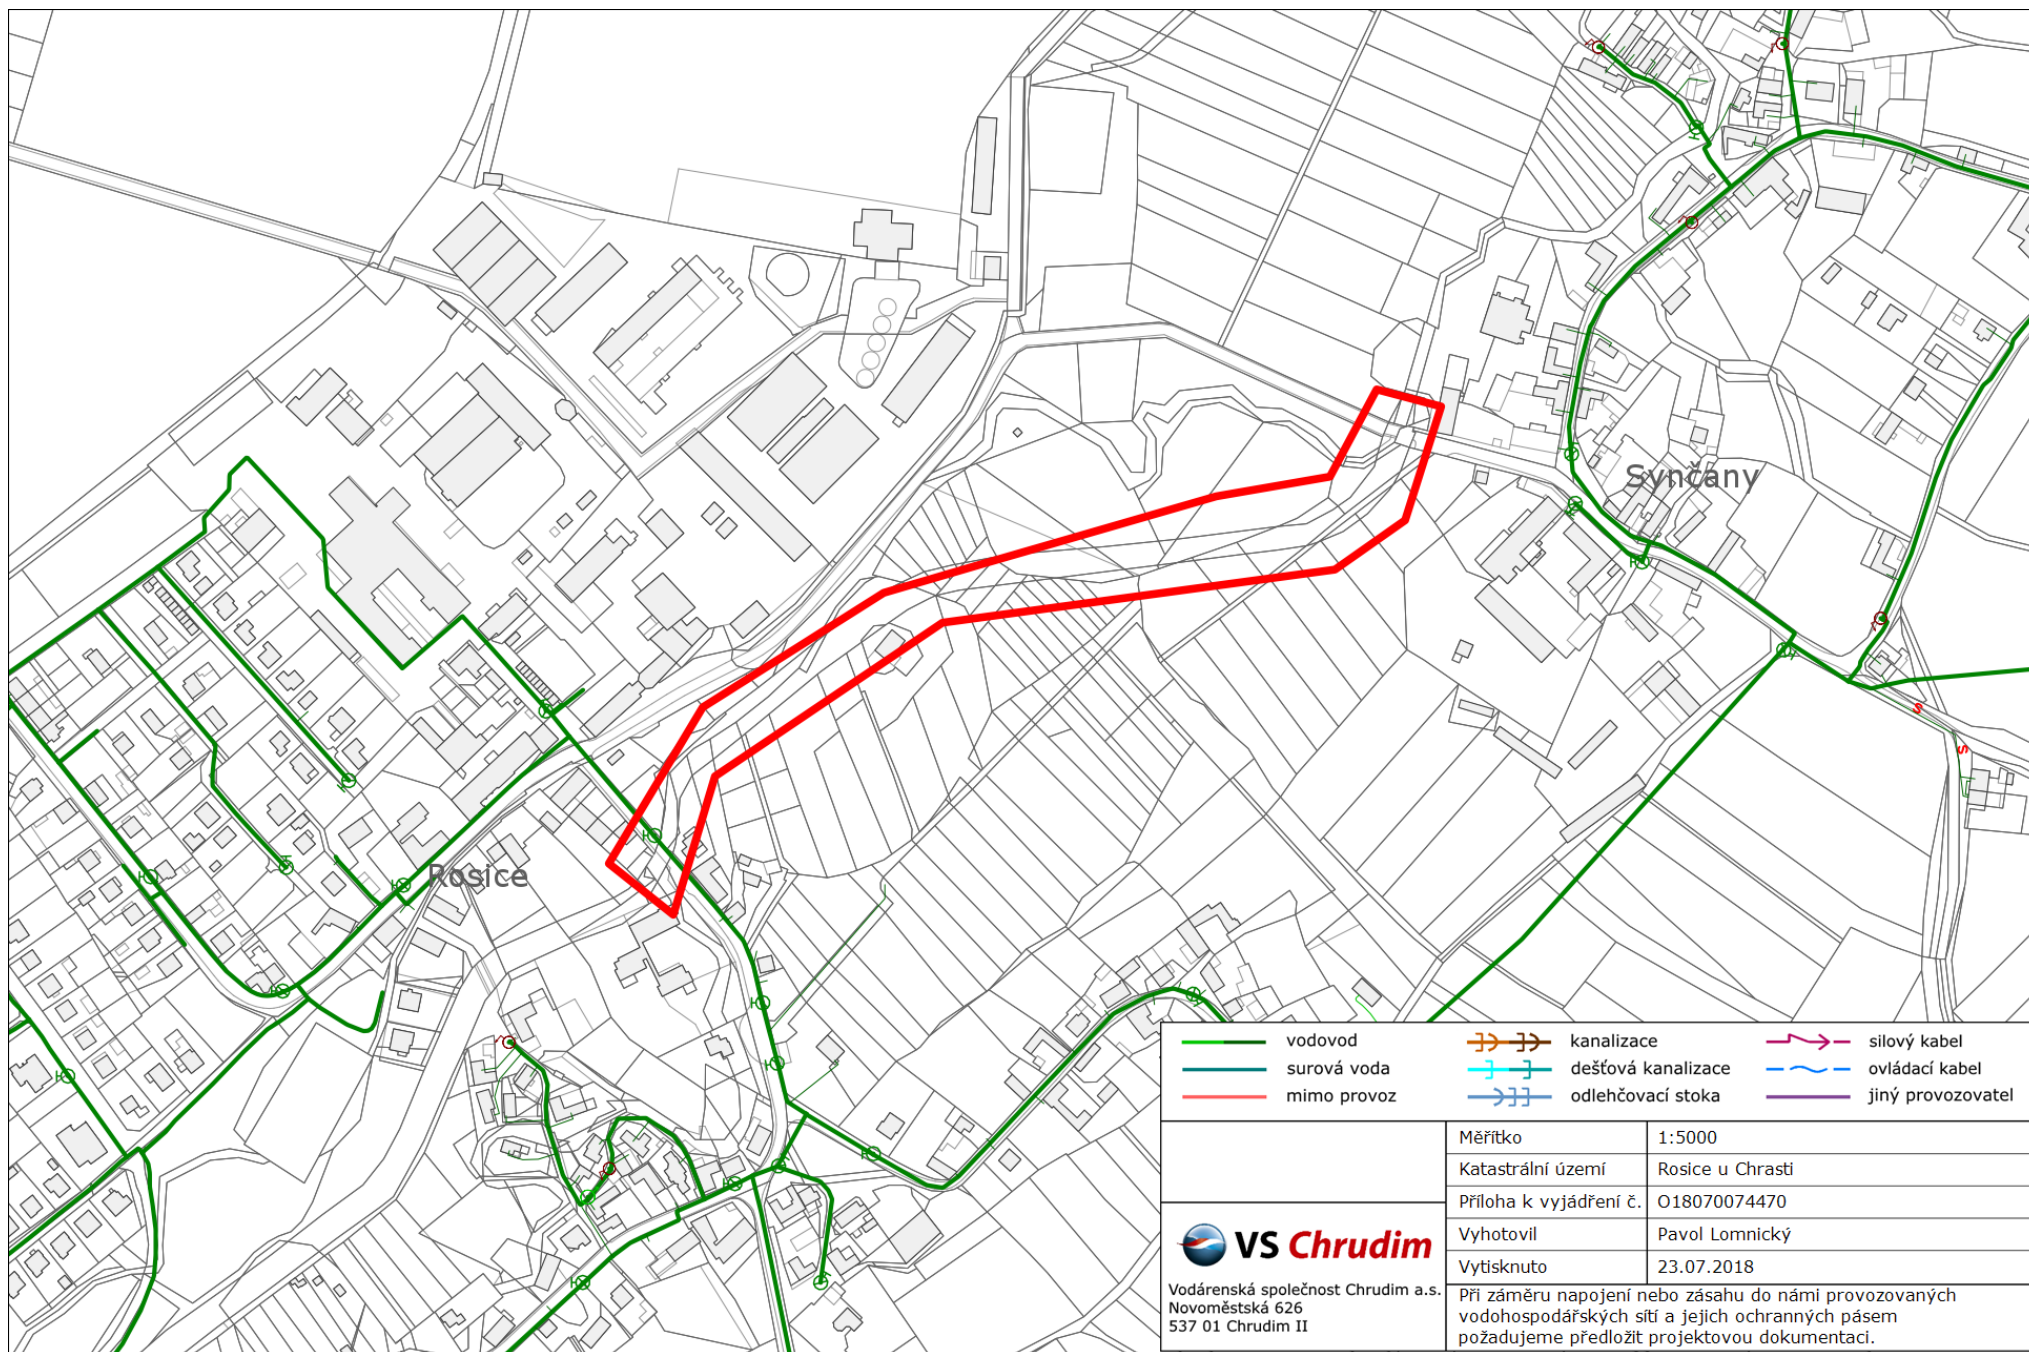 Synčany
Rosice
S
S
vodovod
surová voda
mimo provoz
kanalizace
dešťová kanalizace
odlehčovací stoka
silový kabel
ovládací kabel
jiný provozovatel
Měřítko 1:5000
Katastrální území Rosice u Chrasti
Příloha k vyjádření č. O18070074470
Vyhotovil Pavol Lomnický
Vytisknuto 23.07.2018
VS Chrudim
Vodárenská společnost Chrudim a.s.
Novoměstská 626
537 01 Chrudim II
Při záměru napojení nebo zásahu do námi provozovaných
vodohospodářských sítí a jejich ochranných pásem
požadujeme předložit projektovou dokumentaci.